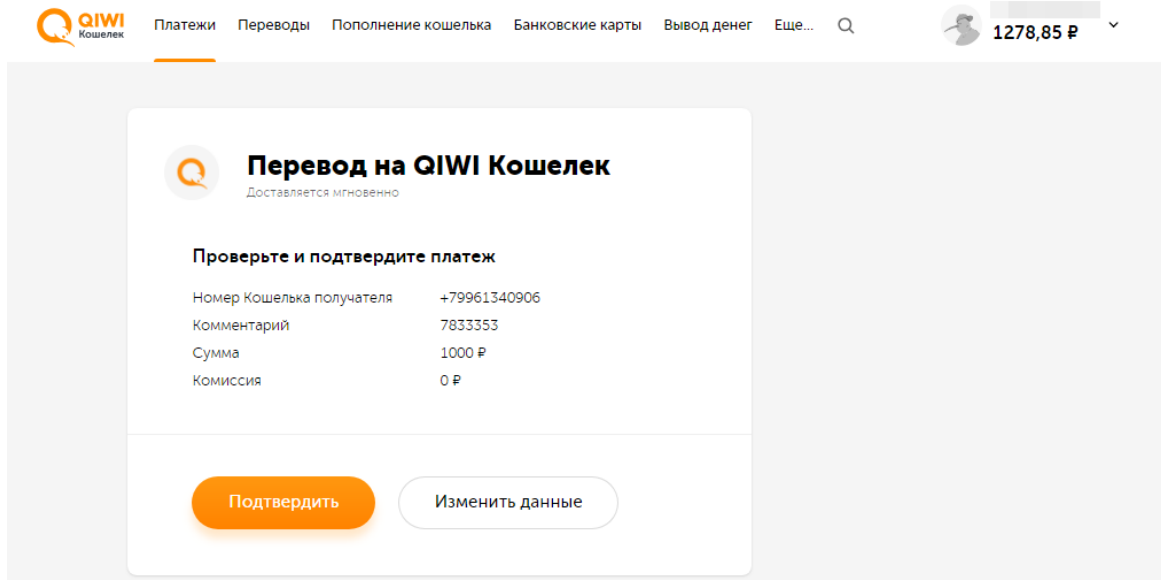 QIWI
Кошелек
Платежи Переводы Пополнение кошелька Банковские карты Вывод денег Еще...
1278,85 ₽
Перевод на QIWI Кошелек
Доставляется мгновенно
Проверьте и подтвердите платеж
Номер Кошелька получателя +79961340906
Комментарий 7833353
Сумма 1000 ₽
Комиссия 0 ₽
Подтвердить Изменить данные